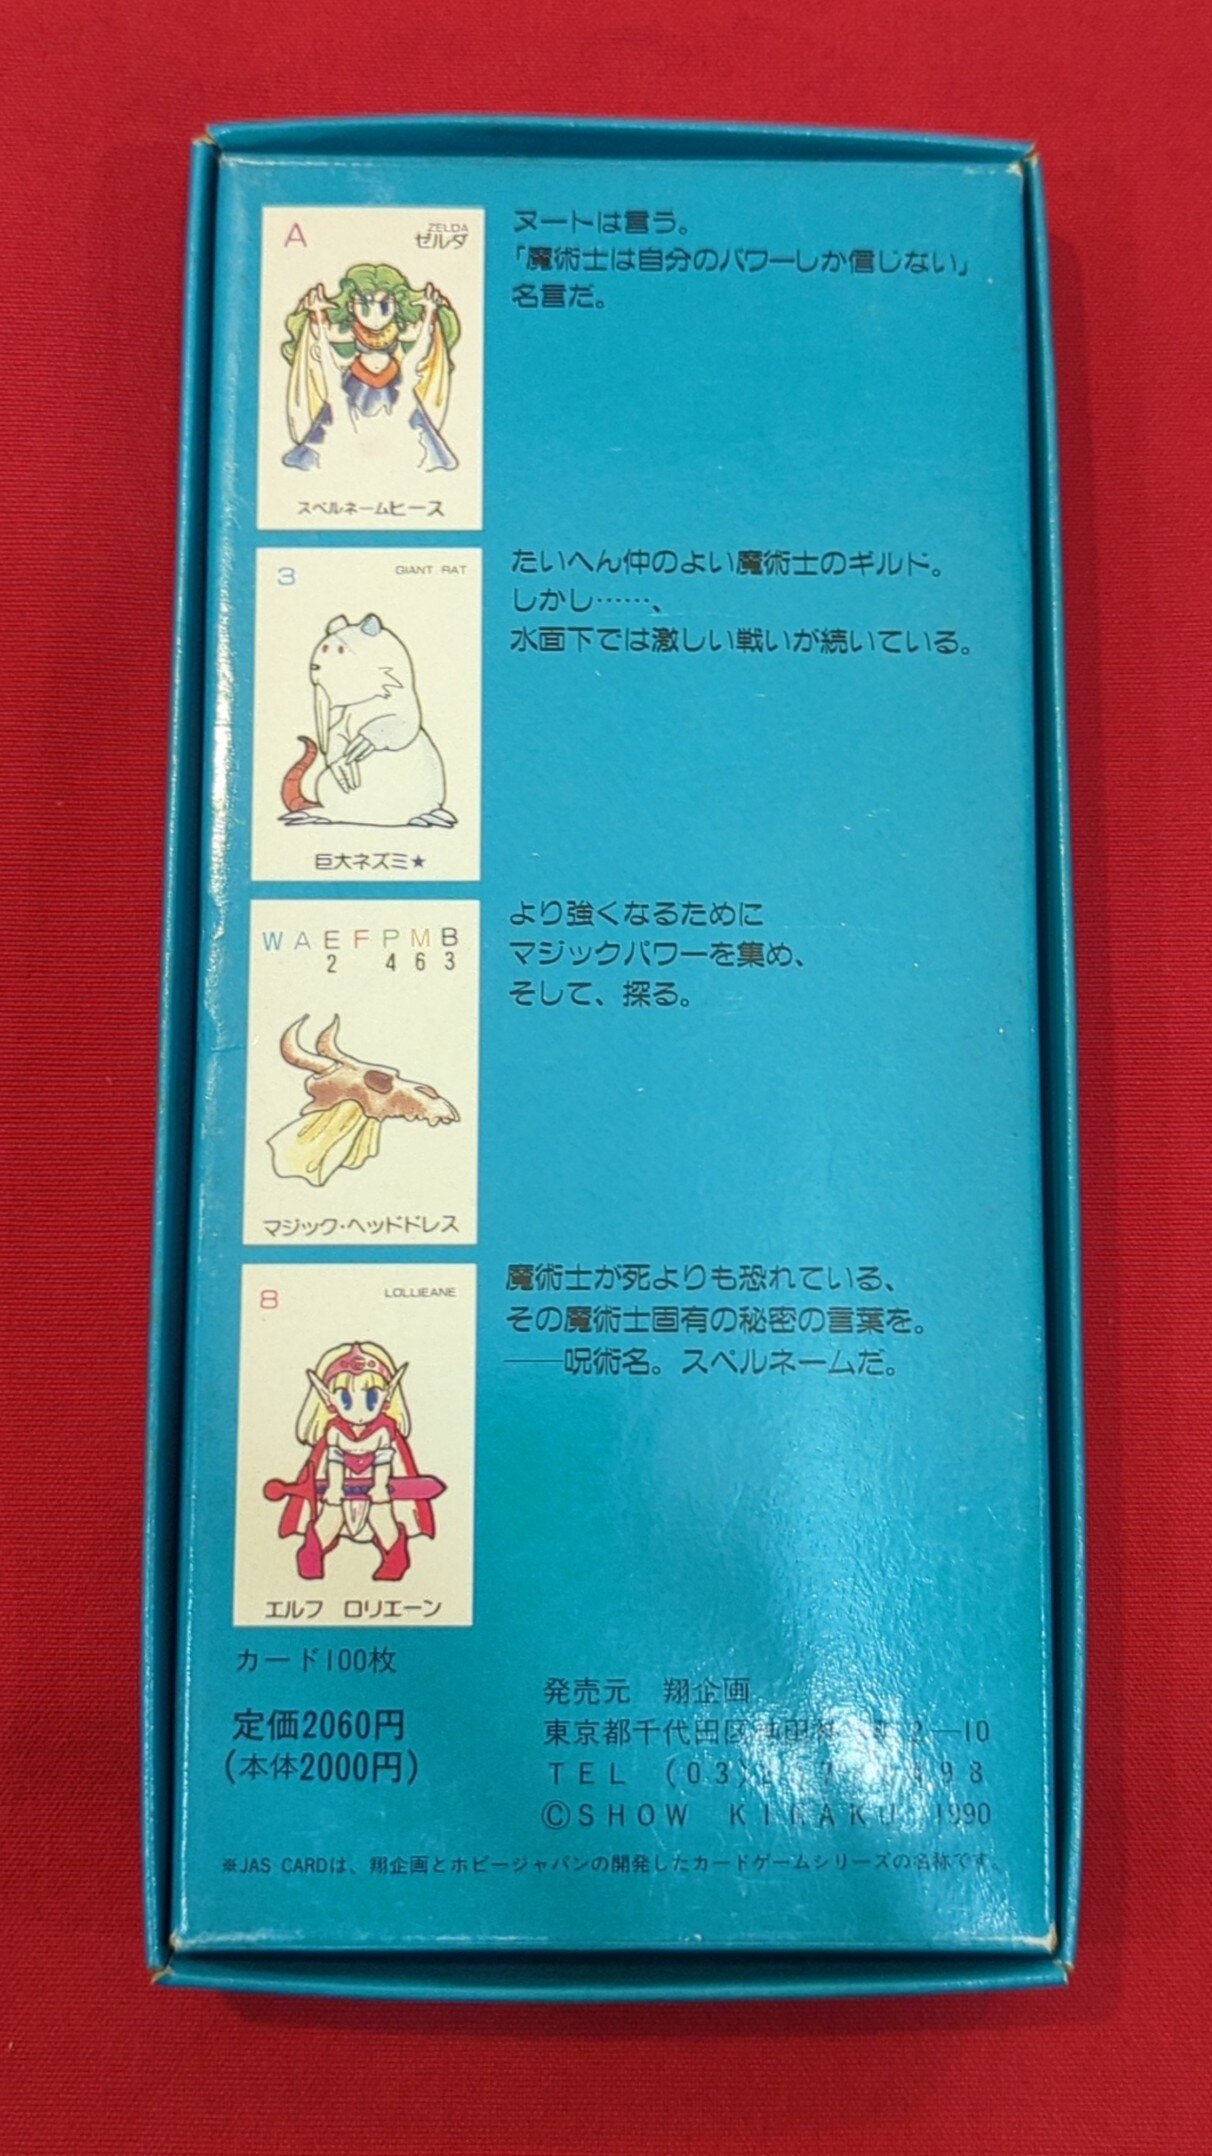 A
ZELDA
ゼルダ
スペルネームヒース
ヌートは言う。
「魔術士は自分のパワーしか信じない」
名言だ。
3
GIANT RAT
巨大ネズミ★
たいへん仲のよい魔術士のギルド。
しかし……、
水面下では激しい戦いが続いている。
W A E F P M B
2 4 6 3
マジック・ヘッドドレス
より強くなるために
マジックパワーを集め、
そして、探る。
8
LOLLIEANE
エルフ ロリエーン
魔術士が死よりも恐れている、
その魔術士固有の秘密の言葉を。
──呪術名。スペルネームだ。
カード100枚
定価2060円
(本体2000円)
発売元 翔企画
東京都千代田区 2―10
TEL (03) 98
©SHOW KIKAKU 1990
※JAS CARDは、翔企画とホビージャパンの開発したカードゲームシリーズの名称です。